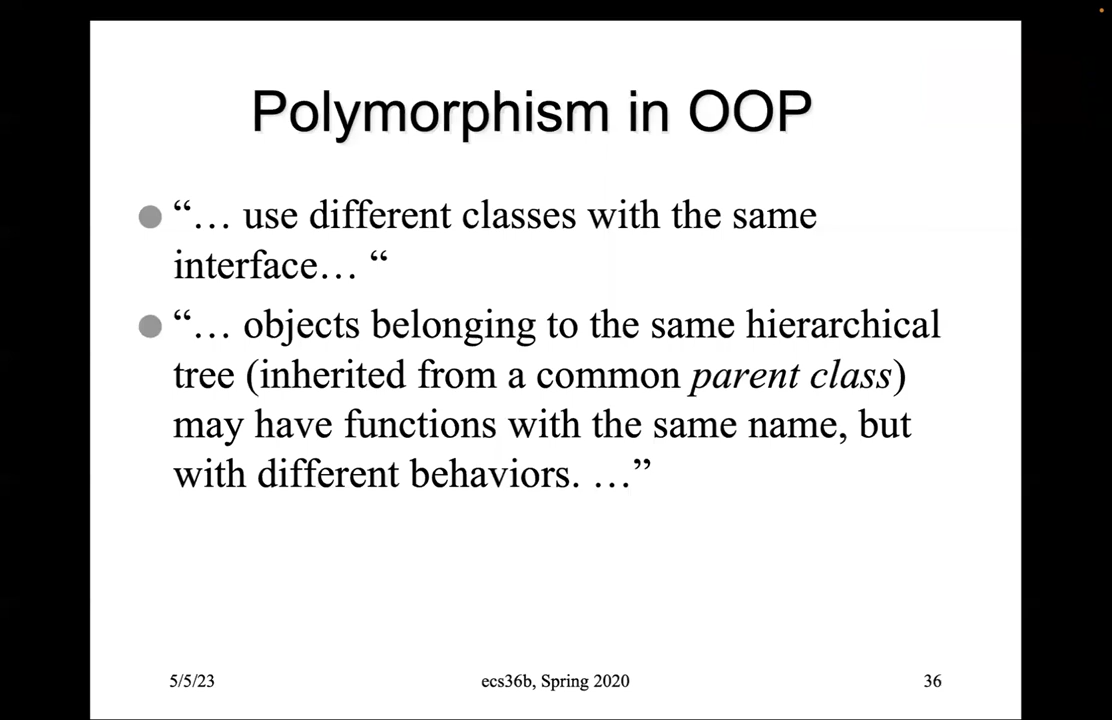 Polymorphism in OOP
“… use different classes with the same
interface… “
“… objects belonging to the same hierarchical
tree (inherited from a common parent class)
may have functions with the same name, but
with different behaviors. …”
5/5/23
ecs36b, Spring 2020
36